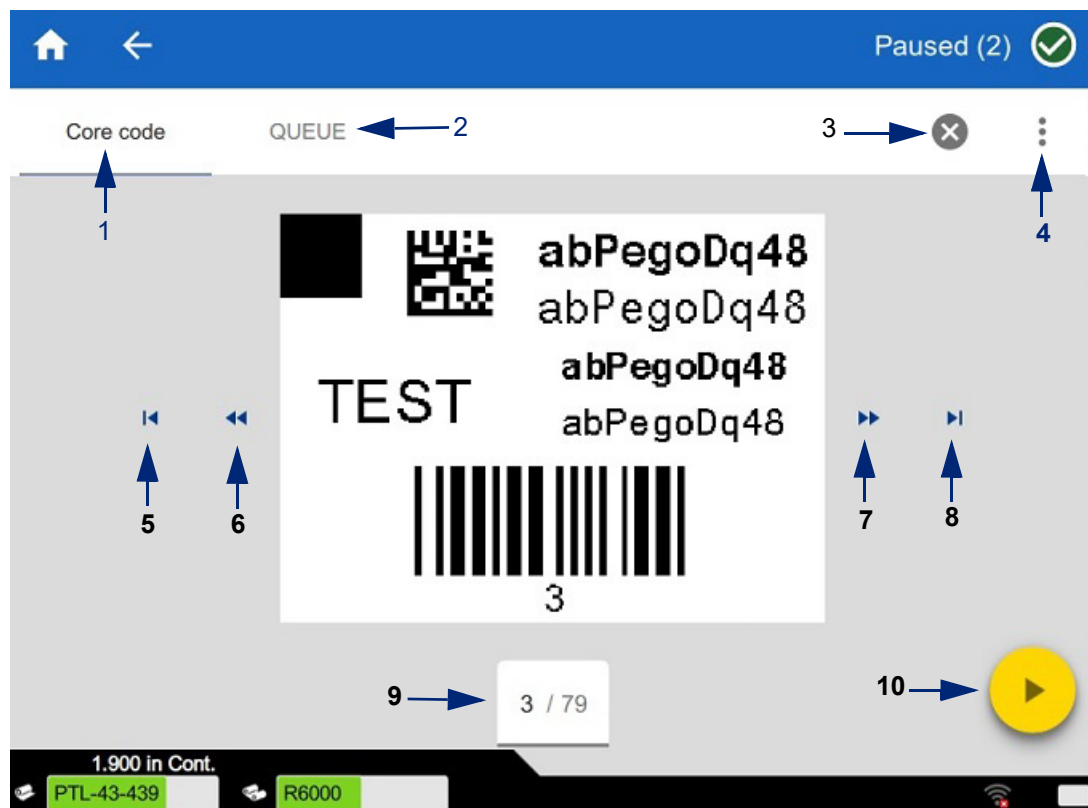 Paused (2)
Core code
QUEUE
2
3
1
4
abPegoDq48
abPegoDq48
abPegoDq48
TEST
abPegoDq48
5
6
7
8
3
9
3 / 79
10
1.900 in Cont.
PTL-43-439
R6000